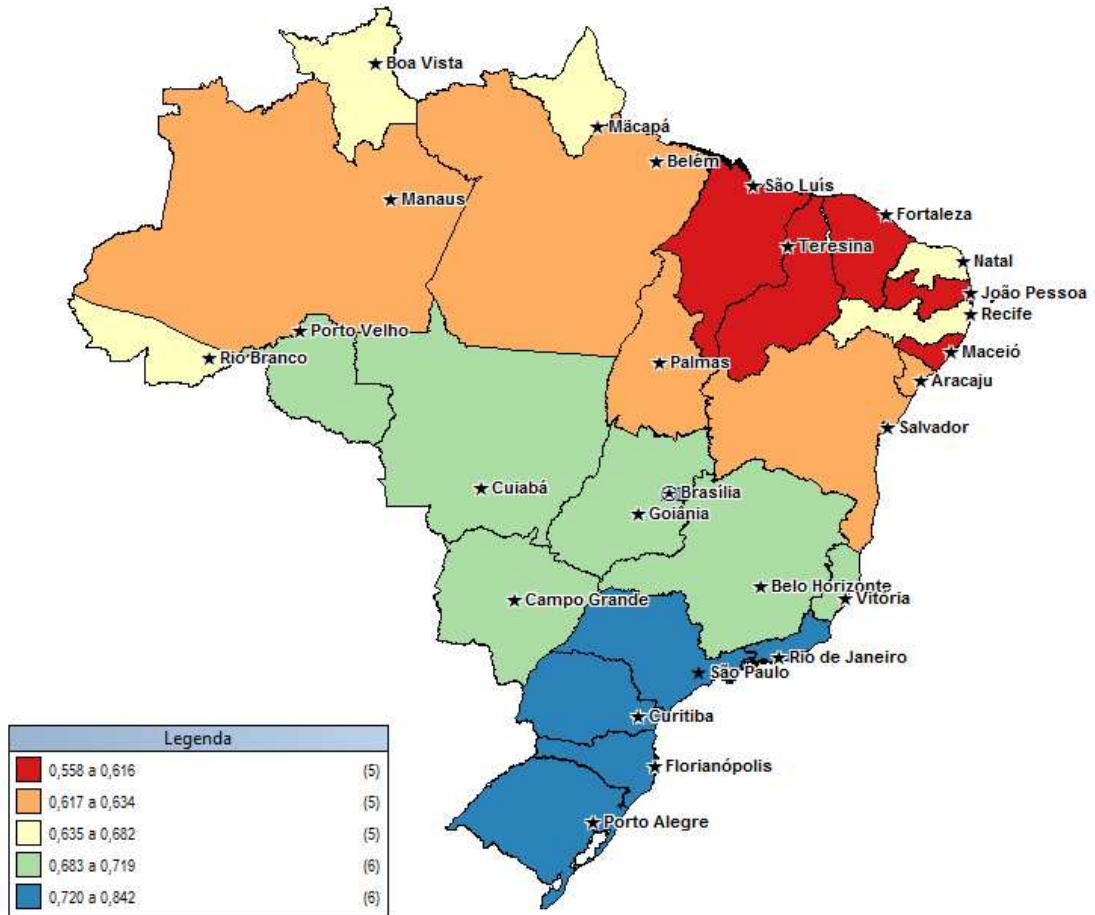 Boa Vista
Macapá
Belém
São Luís
Manaus
Fortaleza
Teresina
Natal
João Pessoa
Recife
Porto Velho
Rio Branco
Palmas
Maceió
Aracaju
Salvador
Cuiabá
Brasília
Goiânia
Belo Horizonte
Campo Grande
Vitória
Rio de Janeiro
São Paulo
Curitiba
Florianópolis
Porto Alegre
Legenda
0,558 a 0,616 (5)
0,617 a 0,634 (5)
0,635 a 0,682 (5)
0,683 a 0,719 (6)
0,720 a 0,842 (6)